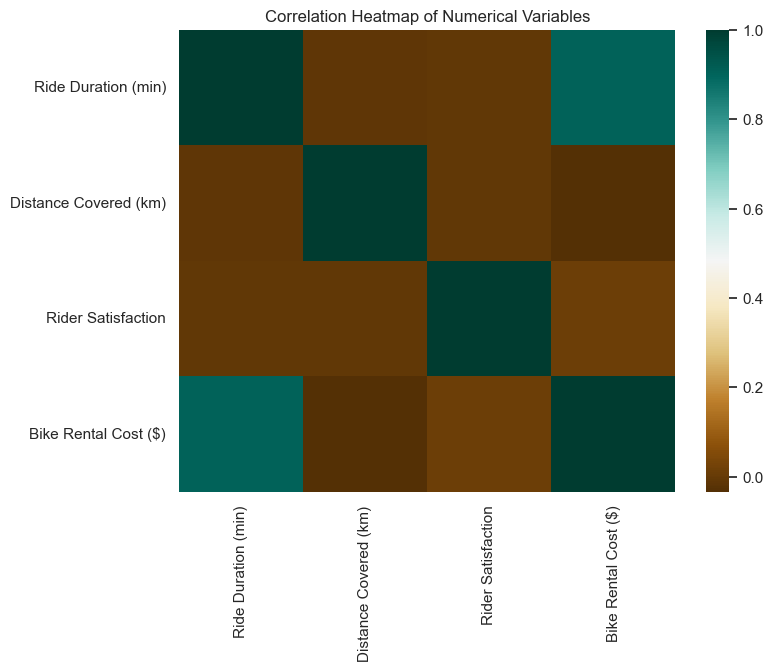 Correlation Heatmap of Numerical Variables
Ride Duration (min)
Distance Covered (km)
Rider Satisfaction
Bike Rental Cost ($)
Ride Duration (min)
Distance Covered (km)
Rider Satisfaction
Bike Rental Cost ($)
1.0
0.8
0.6
0.4
0.2
0.0